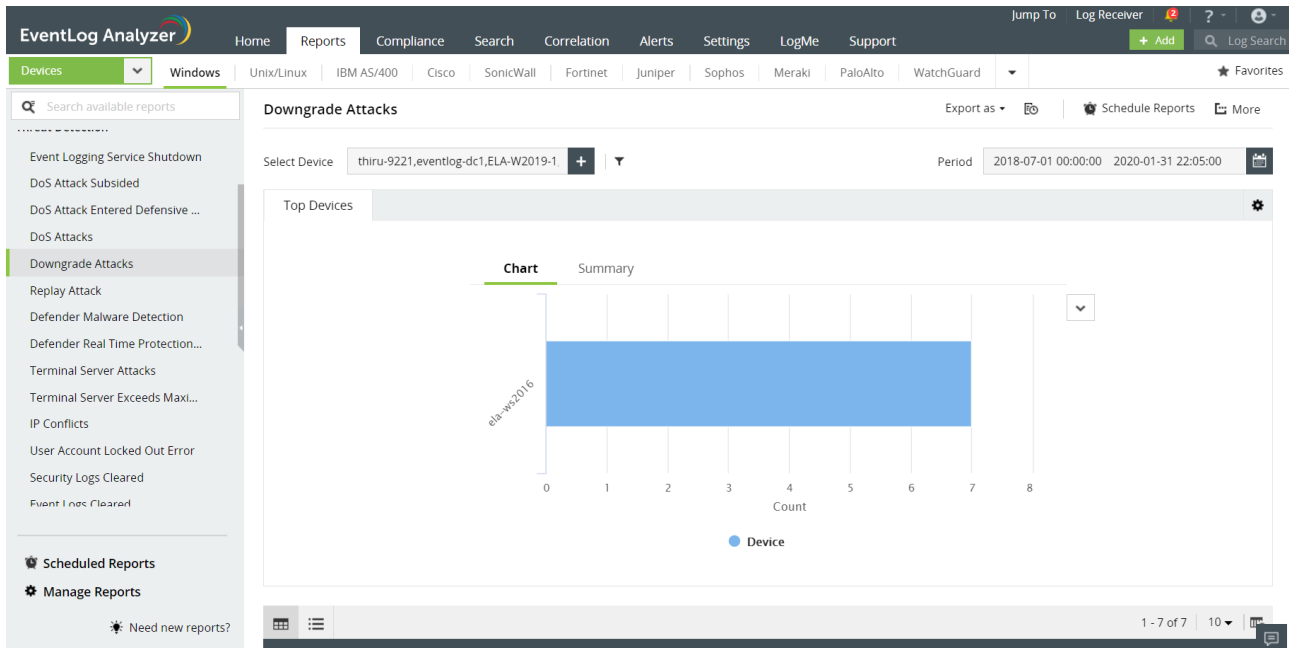 Jump To Log Receiver 2 ?
EventLog Analyzer
Home Reports Compliance Search Correlation Alerts Settings LogMe Support
+ Add Log Search
Devices Windows Unix/Linux IBM AS/400 Cisco SonicWall Fortinet Juniper Sophos Meraki PaloAlto WatchGuard Favorites
Search available reports
Threat Detection
Event Logging Service Shutdown
DoS Attack Subsided
DoS Attack Entered Defensive ...
DoS Attacks
Downgrade Attacks
Replay Attack
Defender Malware Detection
Defender Real Time Protection...
Terminal Server Attacks
Terminal Server Exceeds Maxi...
IP Conflicts
User Account Locked Out Error
Security Logs Cleared
Event Logs Cleared
Scheduled Reports
Manage Reports
Need new reports?
Downgrade Attacks
Export as Schedule Reports More
Select Device thiru-9221,eventlog-dc1,ELA-W2019-1, +
Period 2018-07-01 00:00:00 2020-01-31 22:05:00
Top Devices
Chart Summary
ela-ws2016
0 1 2 3 4 5 6 7 8
Count
Device
1 - 7 of 7 10